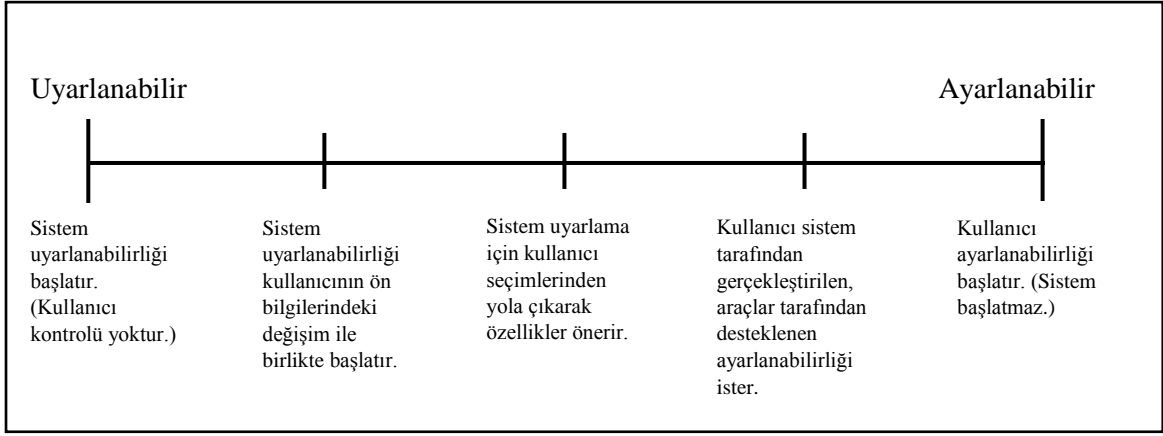 Uyarlanabilir
Ayarlanabilir
Sistem
uyarlanabilirliği
başlatır.
(Kullanıcı
kontrolü yoktur.)
Sistem
uyarlanabilirliği
kullanıcının ön
bilgilerindeki
değişim ile
birlikte başlatır.
Sistem uyarlama
için kullanıcı
seçimlerinden
yola çıkarak
özellikler önerir.
Kullanıcı sistem
tarafından
gerçekleştirilen,
araçlar tarafından
desteklenen
ayarlanabilirliği
ister.
Kullanıcı
ayarlanabilirliği
başlatır. (Sistem
başlatmaz.)